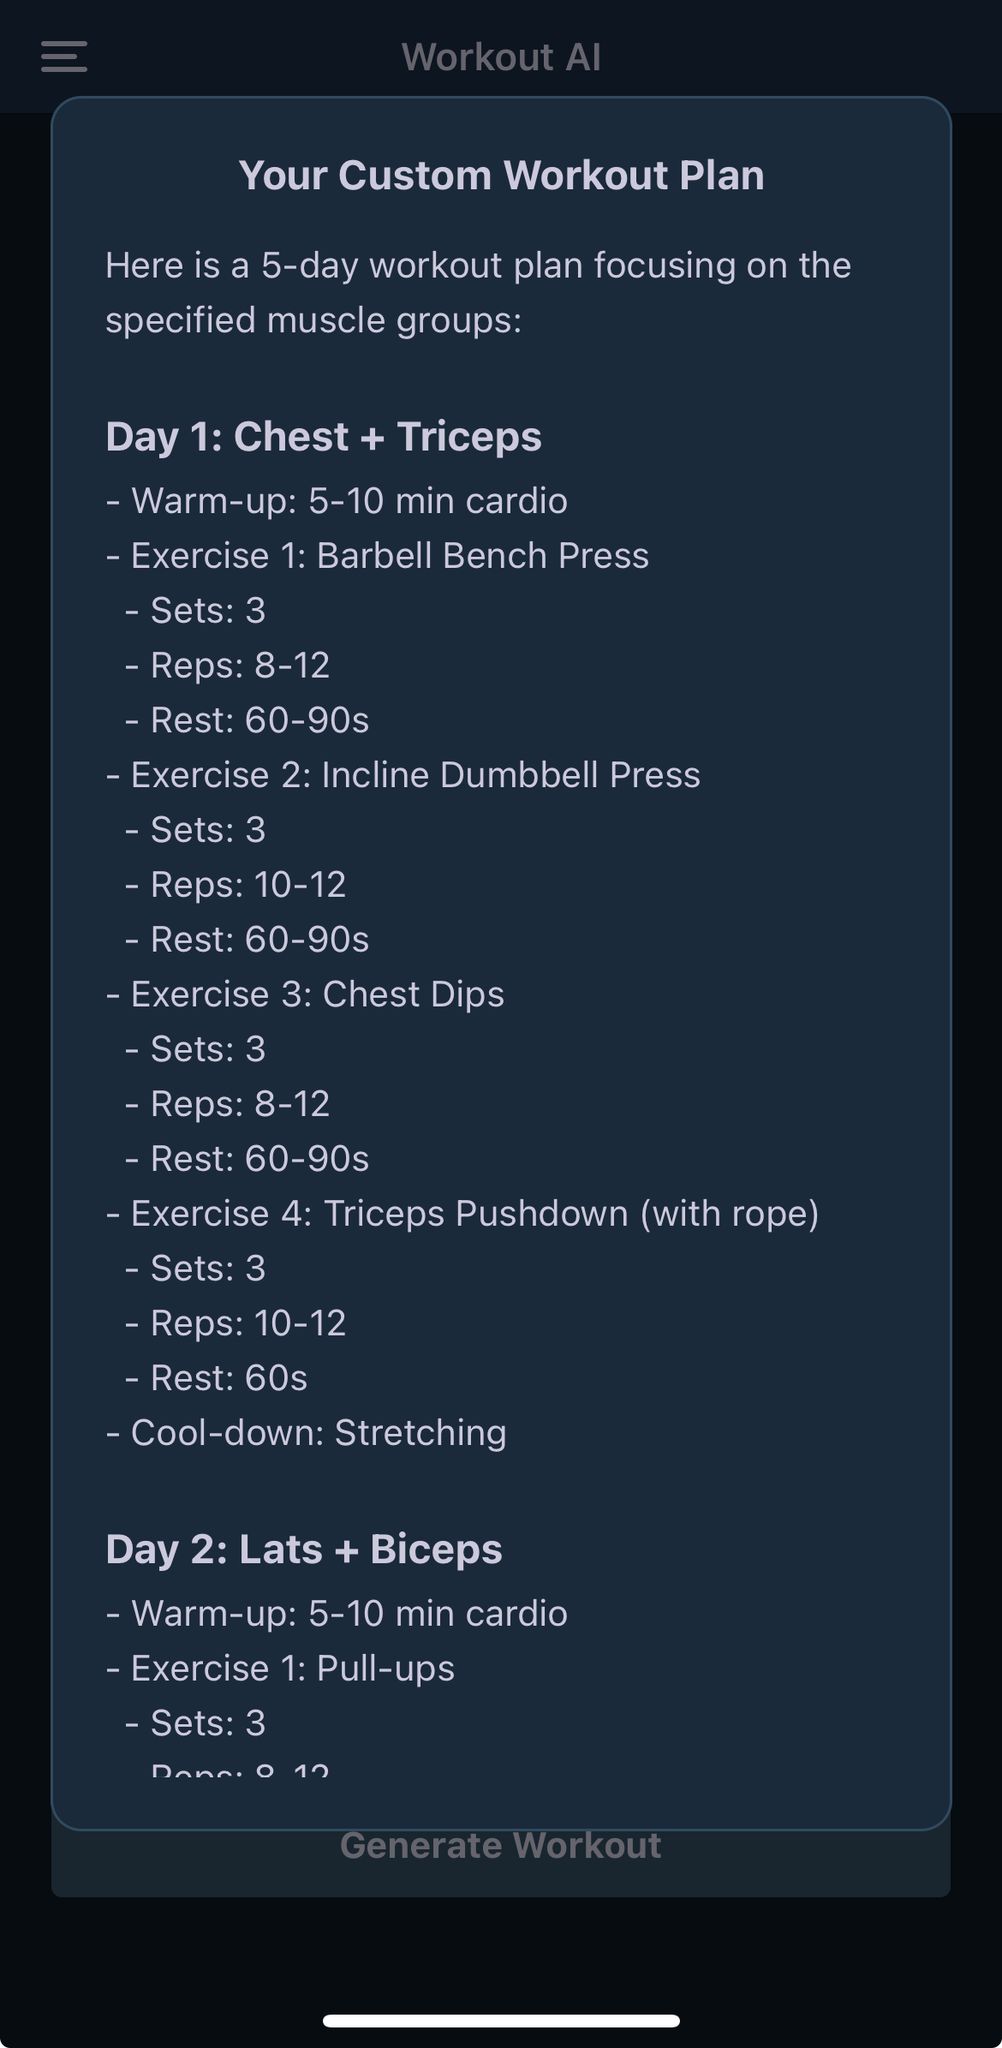 Workout AI
Your Custom Workout Plan
Here is a 5-day workout plan focusing on the
specified muscle groups:
Day 1: Chest + Triceps
- Warm-up: 5-10 min cardio
- Exercise 1: Barbell Bench Press
- Sets: 3
- Reps: 8-12
- Rest: 60-90s
- Exercise 2: Incline Dumbbell Press
- Sets: 3
- Reps: 10-12
- Rest: 60-90s
- Exercise 3: Chest Dips
- Sets: 3
- Reps: 8-12
- Rest: 60-90s
- Exercise 4: Triceps Pushdown (with rope)
- Sets: 3
- Reps: 10-12
- Rest: 60s
- Cool-down: Stretching
Day 2: Lats + Biceps
- Warm-up: 5-10 min cardio
- Exercise 1: Pull-ups
- Sets: 3
Reps: 8-12
Generate Workout